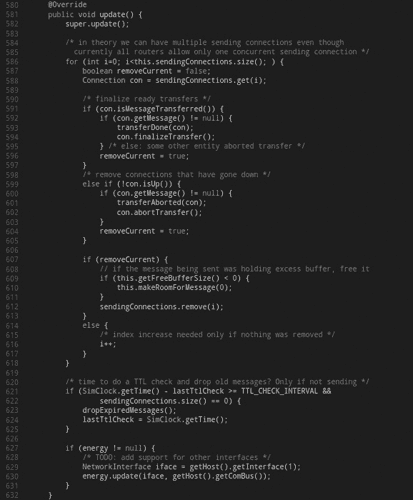 580 @Override
581 public void update() {
582 super.update();
583
584 /* in theory we can have multiple sending connections even though
585 currently all routers allow only one concurrent sending connection */
586 for (int i=0; i<this.sendingConnections.size(); ) {
587 boolean removeCurrent = false;
588 Connection con = sendingConnections.get(i);
589
590 /* finalize ready transfers */
591 if (con.isMessageTransferred()) {
592 if (con.getMessage() != null) {
593 transferDone(con);
594 con.finalizeTransfer();
595 } /* else: some other entity aborted transfer */
596 removeCurrent = true;
597 }
598 /* remove connections that have gone down */
599 else if (!con.isUp()) {
600 if (con.getMessage() != null) {
601 transferAborted(con);
602 con.abortTransfer();
603 }
604 removeCurrent = true;
605 }
606
607 if (removeCurrent) {
608 // if the message being sent was holding excess buffer, free it
609 if (this.getFreeBufferSize() < 0) {
610 this.makeRoomForMessage(0);
611 }
612 sendingConnections.remove(i);
613 }
614 else {
615 /* index increase needed only if nothing was removed */
616 i++;
617 }
618 }
619
620 /* time to do a TTL check and drop old messages? Only if not sending */
621 if (SimClock.getTime() - lastTtlCheck >= TTL_CHECK_INTERVAL &&
622 sendingConnections.size() == 0) {
623 dropExpiredMessages();
624 lastTtlCheck = SimClock.getTime();
625 }
626
627 if (energy != null) {
628 /* TODO: add support for other interfaces */
629 NetworkInterface iface = getHost().getInterface(1);
630 energy.update(iface, getHost().getComBus());
631 }
632 }